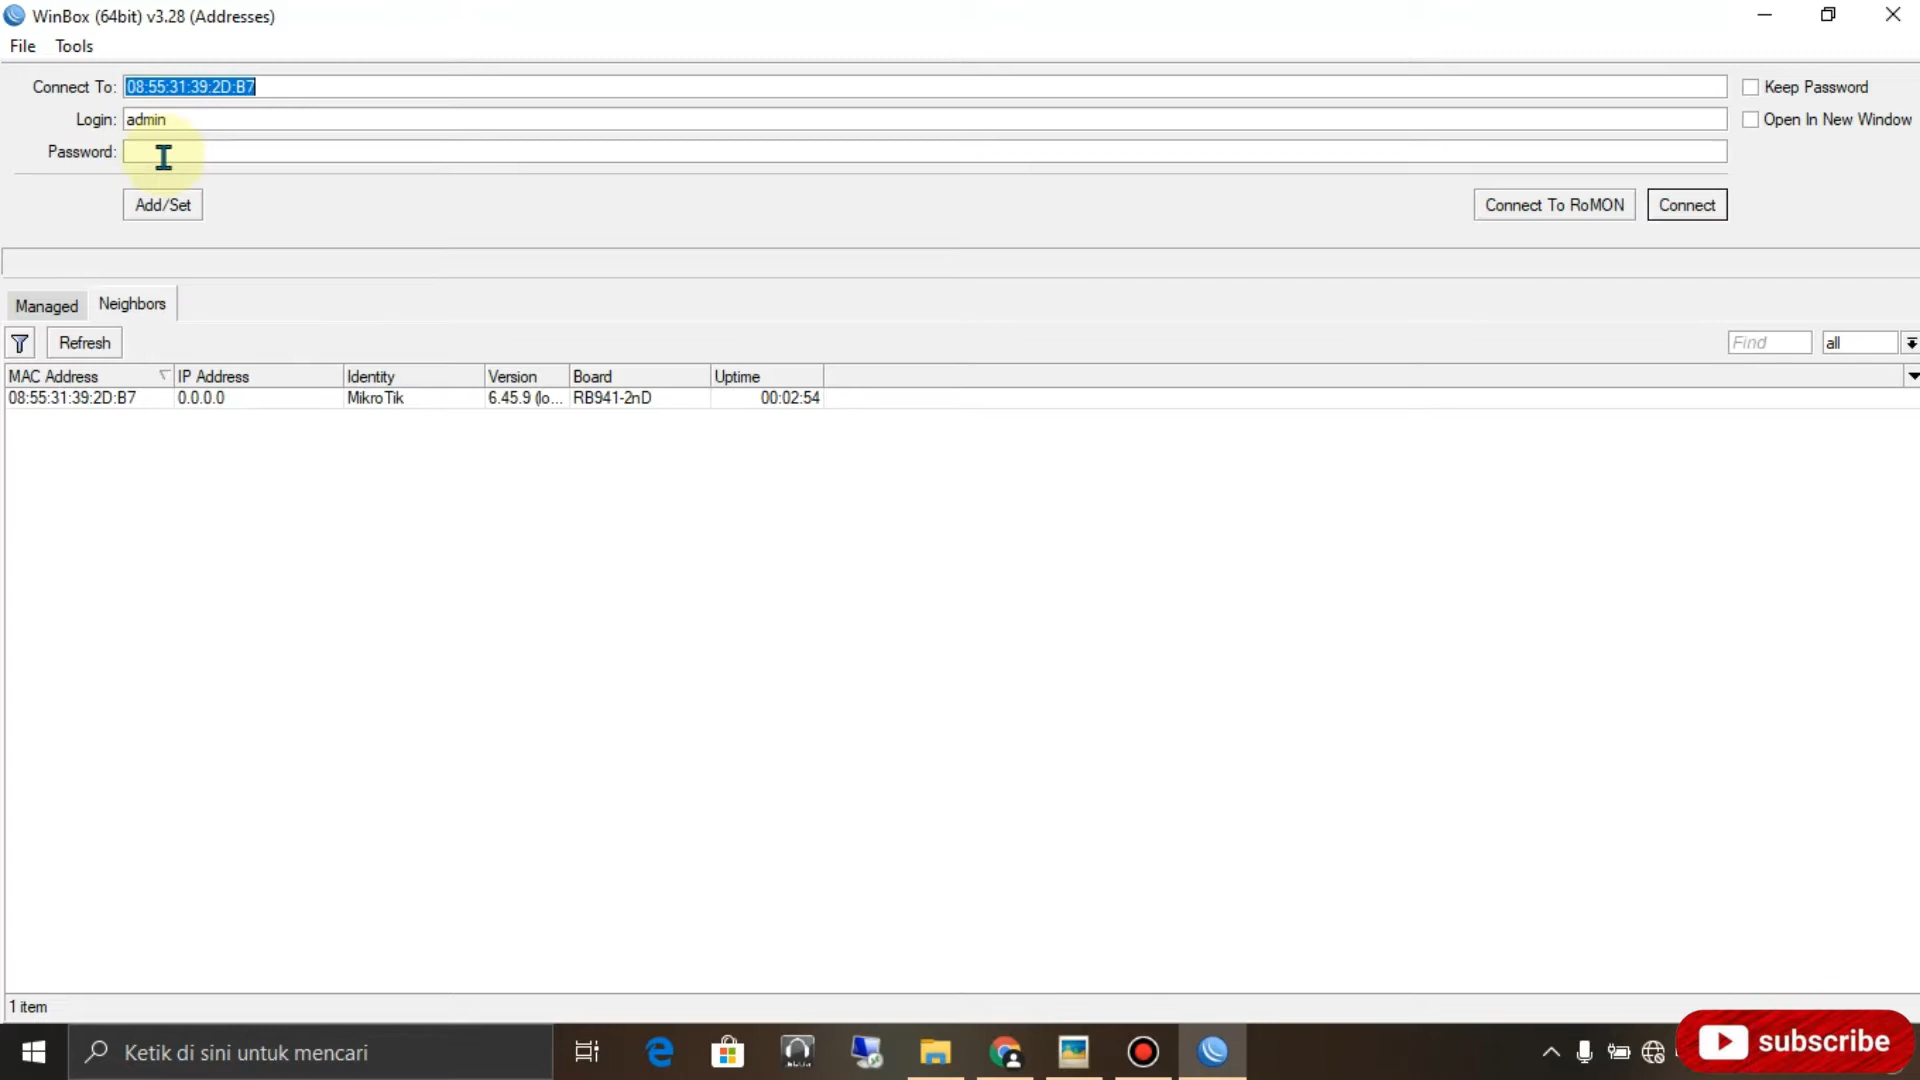 WinBox (64bit) v3.28 (Addresses)
File Tools
Connect To: 08:55:31:39:2D:B7 Keep Password
Login: admin Open In New Window
Password:
Add/Set Connect To RoMON Connect
Managed Neighbors
Refresh Find all
MAC Address IP Address Identity Version Board Uptime
08:55:31:39:2D:B7 0.0.0.0 MikroTik 6.45.9 (lo... RB941-2nD 00:02:54
1 item
Ketik di sini untuk mencari subscribe